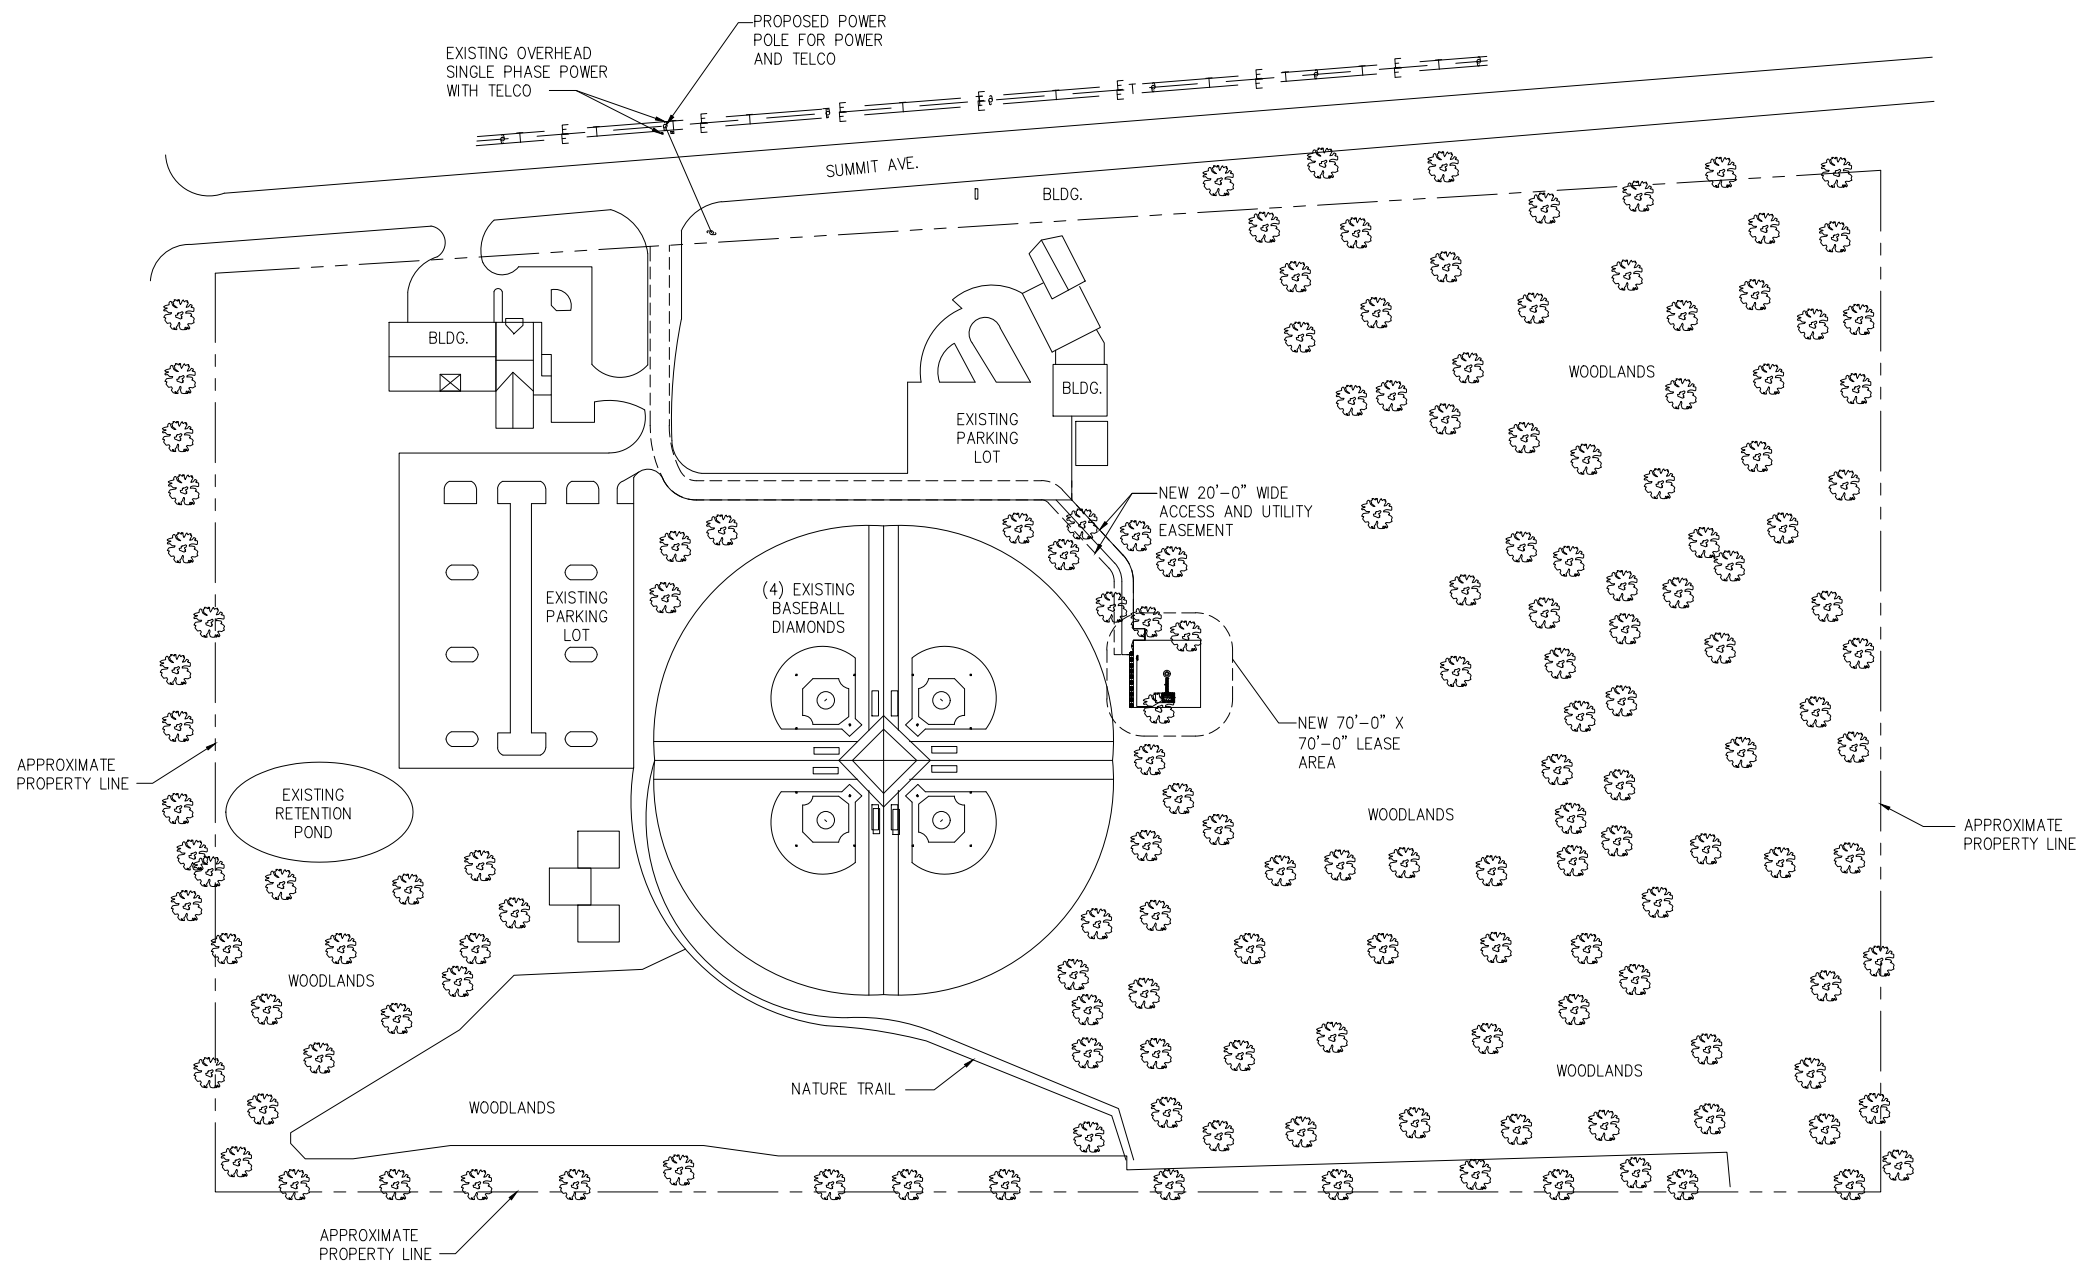 PROPOSED POWER
POLE FOR POWER
AND TELCO
EXISTING OVERHEAD
SINGLE PHASE POWER
WITH TELCO
E T E T E T E T E T E T E
E E E E E E E
SUMMIT AVE.
BLDG.
BLDG.
WOODLANDS
BLDG.
EXISTING
PARKING
LOT
NEW 20'-0" WIDE
ACCESS AND UTILITY
EASEMENT
(4) EXISTING
BASEBALL
DIAMONDS
EXISTING
PARKING
LOT
NEW 70'-0" X
70'-0" LEASE
AREA
APPROXIMATE
PROPERTY LINE
EXISTING
RETENTION
POND
WOODLANDS
APPROXIMATE
PROPERTY LINE
WOODLANDS
WOODLANDS
NATURE TRAIL
WOODLANDS
APPROXIMATE
PROPERTY LINE